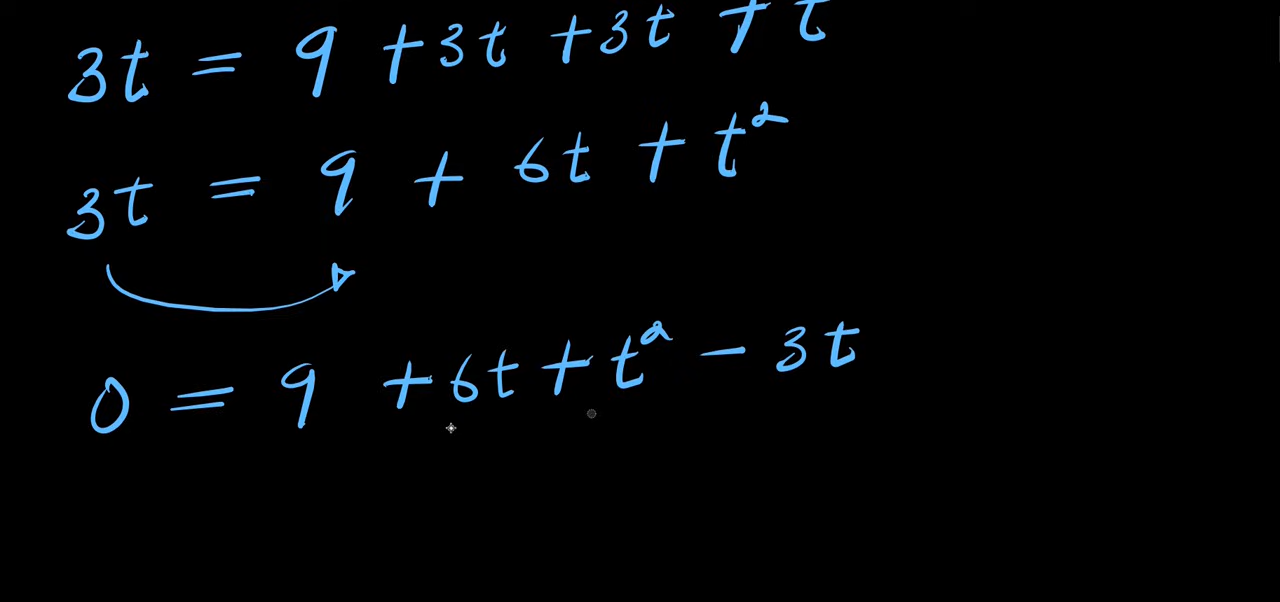 3t = 9 + 3t + 3t + t
3t = 9 + 6t + t²
0 = 9 + 6t + t² - 3t